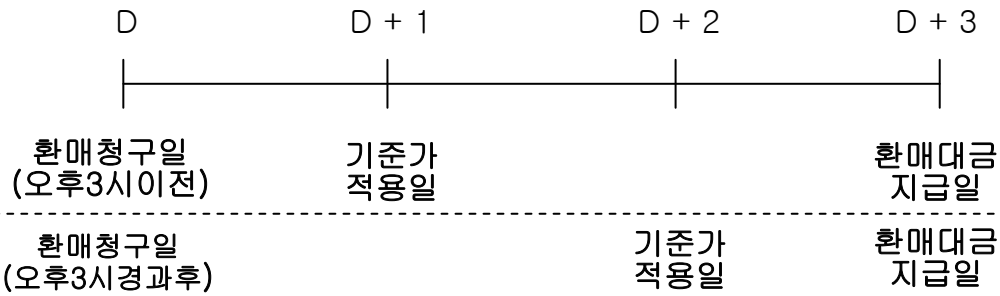 D D + 1 D + 2 D + 3
환매청구일 기준가 환매대금
(오후3시이전) 적용일 지급일
환매청구일 기준가 환매대금
(오후3시경과후) 적용일 지급일